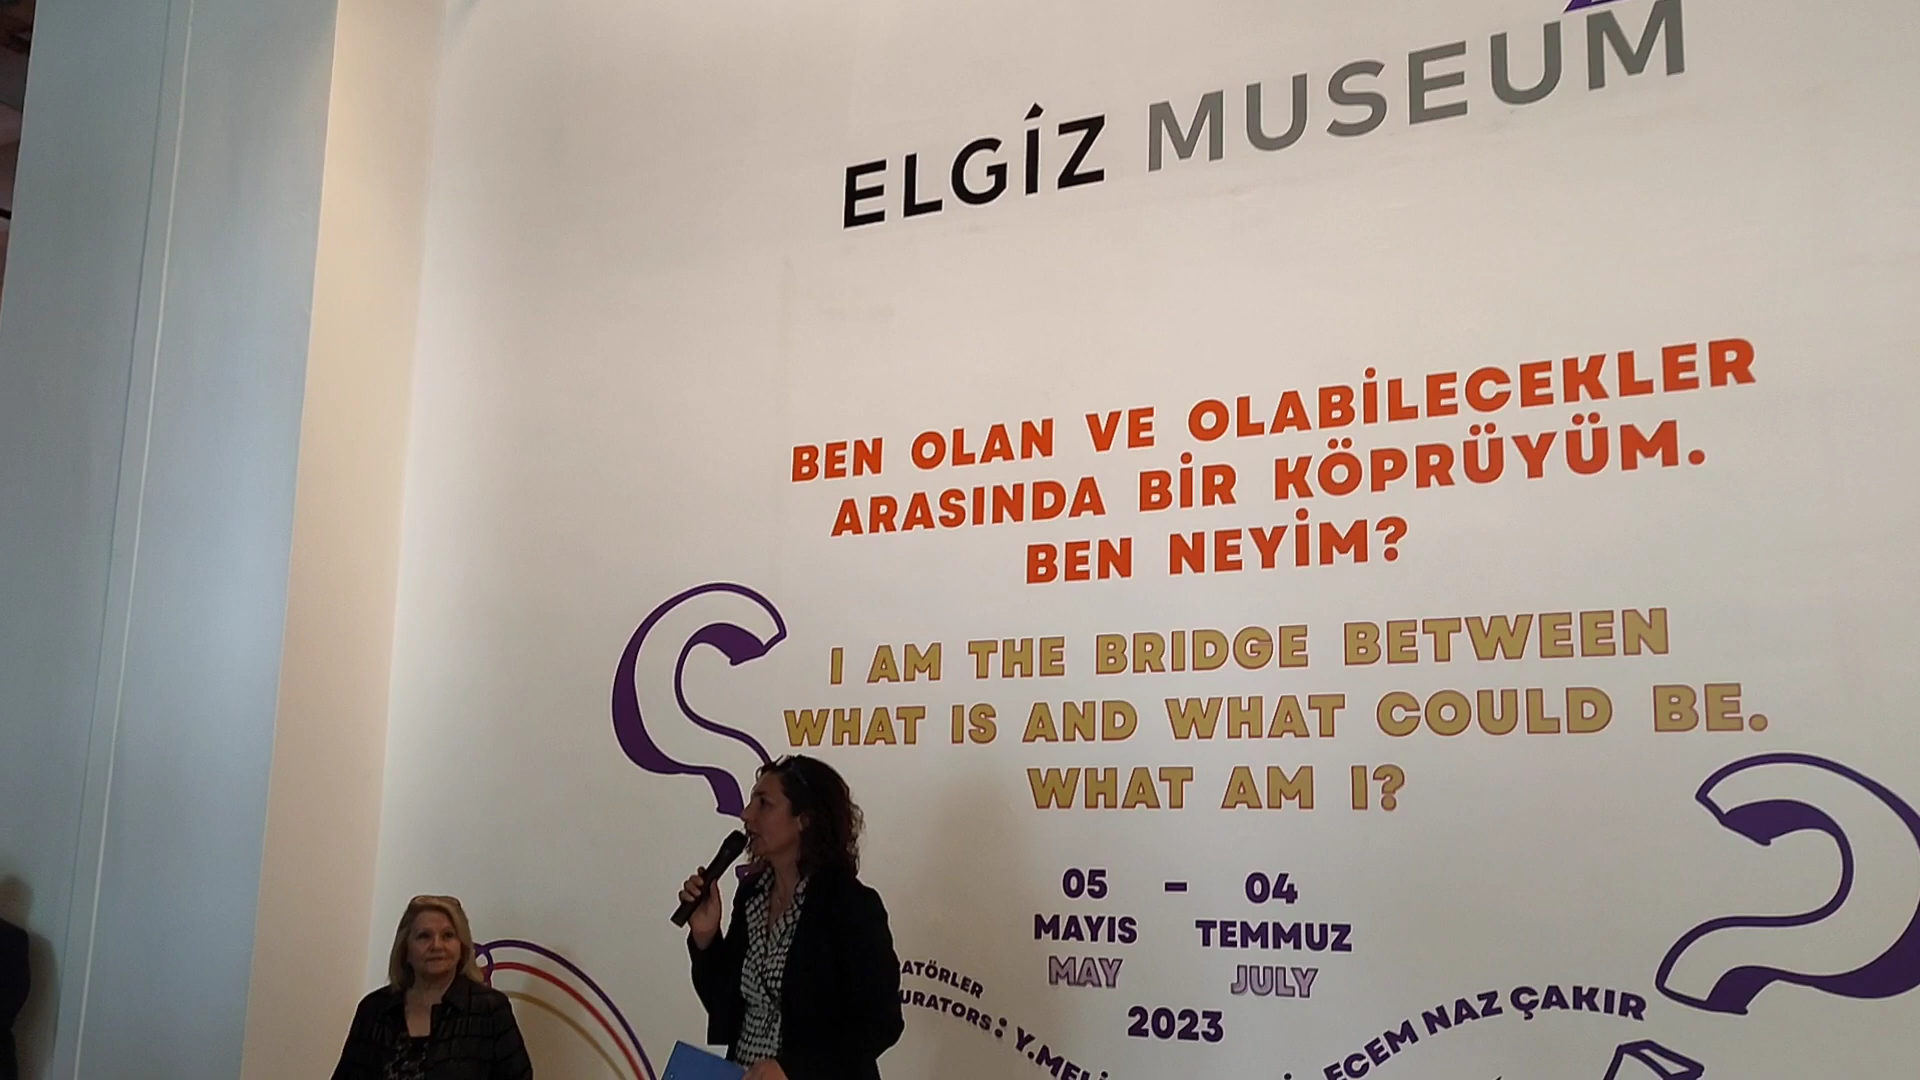 ELGİZ MUSEUM
BEN OLAN VE OLABİLECEKLER
ARASINDA BİR KÖPRÜYÜM.
BEN NEYİM?
I AM THE BRIDGE BETWEEN
WHAT IS AND WHAT COULD BE.
WHAT AM I?
05 – 04
MAYIS TEMMUZ
MAY JULY
2023
ECEM NAZ ÇAKIR